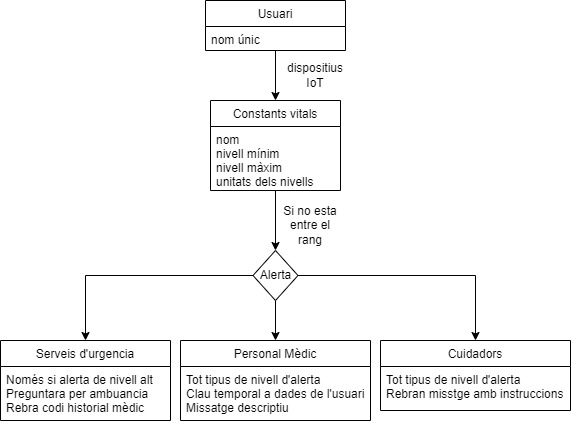 Usuari
nom únic
dispositius
IoT
Constants vitals
nom
nivell mínim
nivell màxim
unitats dels nivells
Si no esta
entre el
rang
Alerta
Serveis d'urgencia
Només si alerta de nivell alt
Preguntara per ambuancia
Rebra codi historial mèdic
Personal Mèdic
Tot tipus de nivell d'alerta
Clau temporal a dades de l'usuari
Missatge descriptiu
Cuidadors
Tot tipus de nivell d'alerta
Rebran misstge amb instruccions